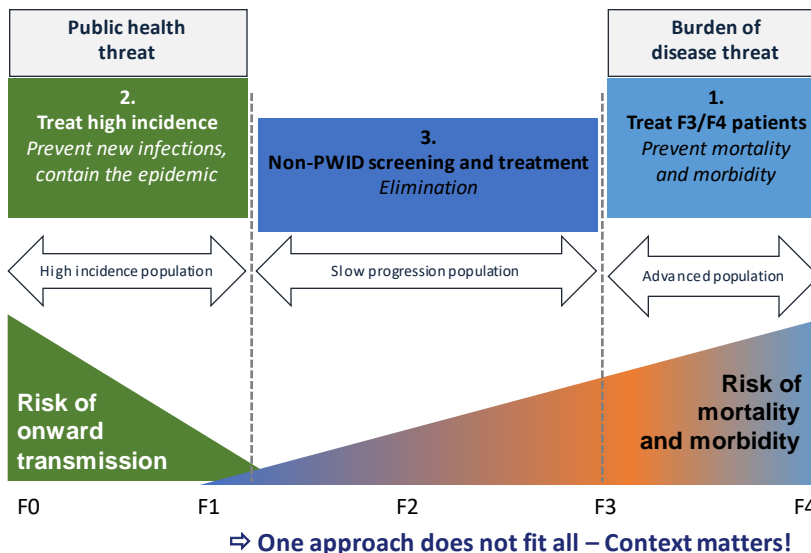 Public health
threat
Burden of
disease threat
2.
Treat high incidence
Prevent new infections,
contain the epidemic
3.
Non-PWID screening and treatment
Elimination
1.
Treat F3/F4 patients
Prevent mortality
and morbidity
High incidence population
Slow progression population
Advanced population
Risk of
onward
transmission
Risk of
mortality
and morbidity
F0 F1 F2 F3 F4
⇨ One approach does not fit all – Context matters!